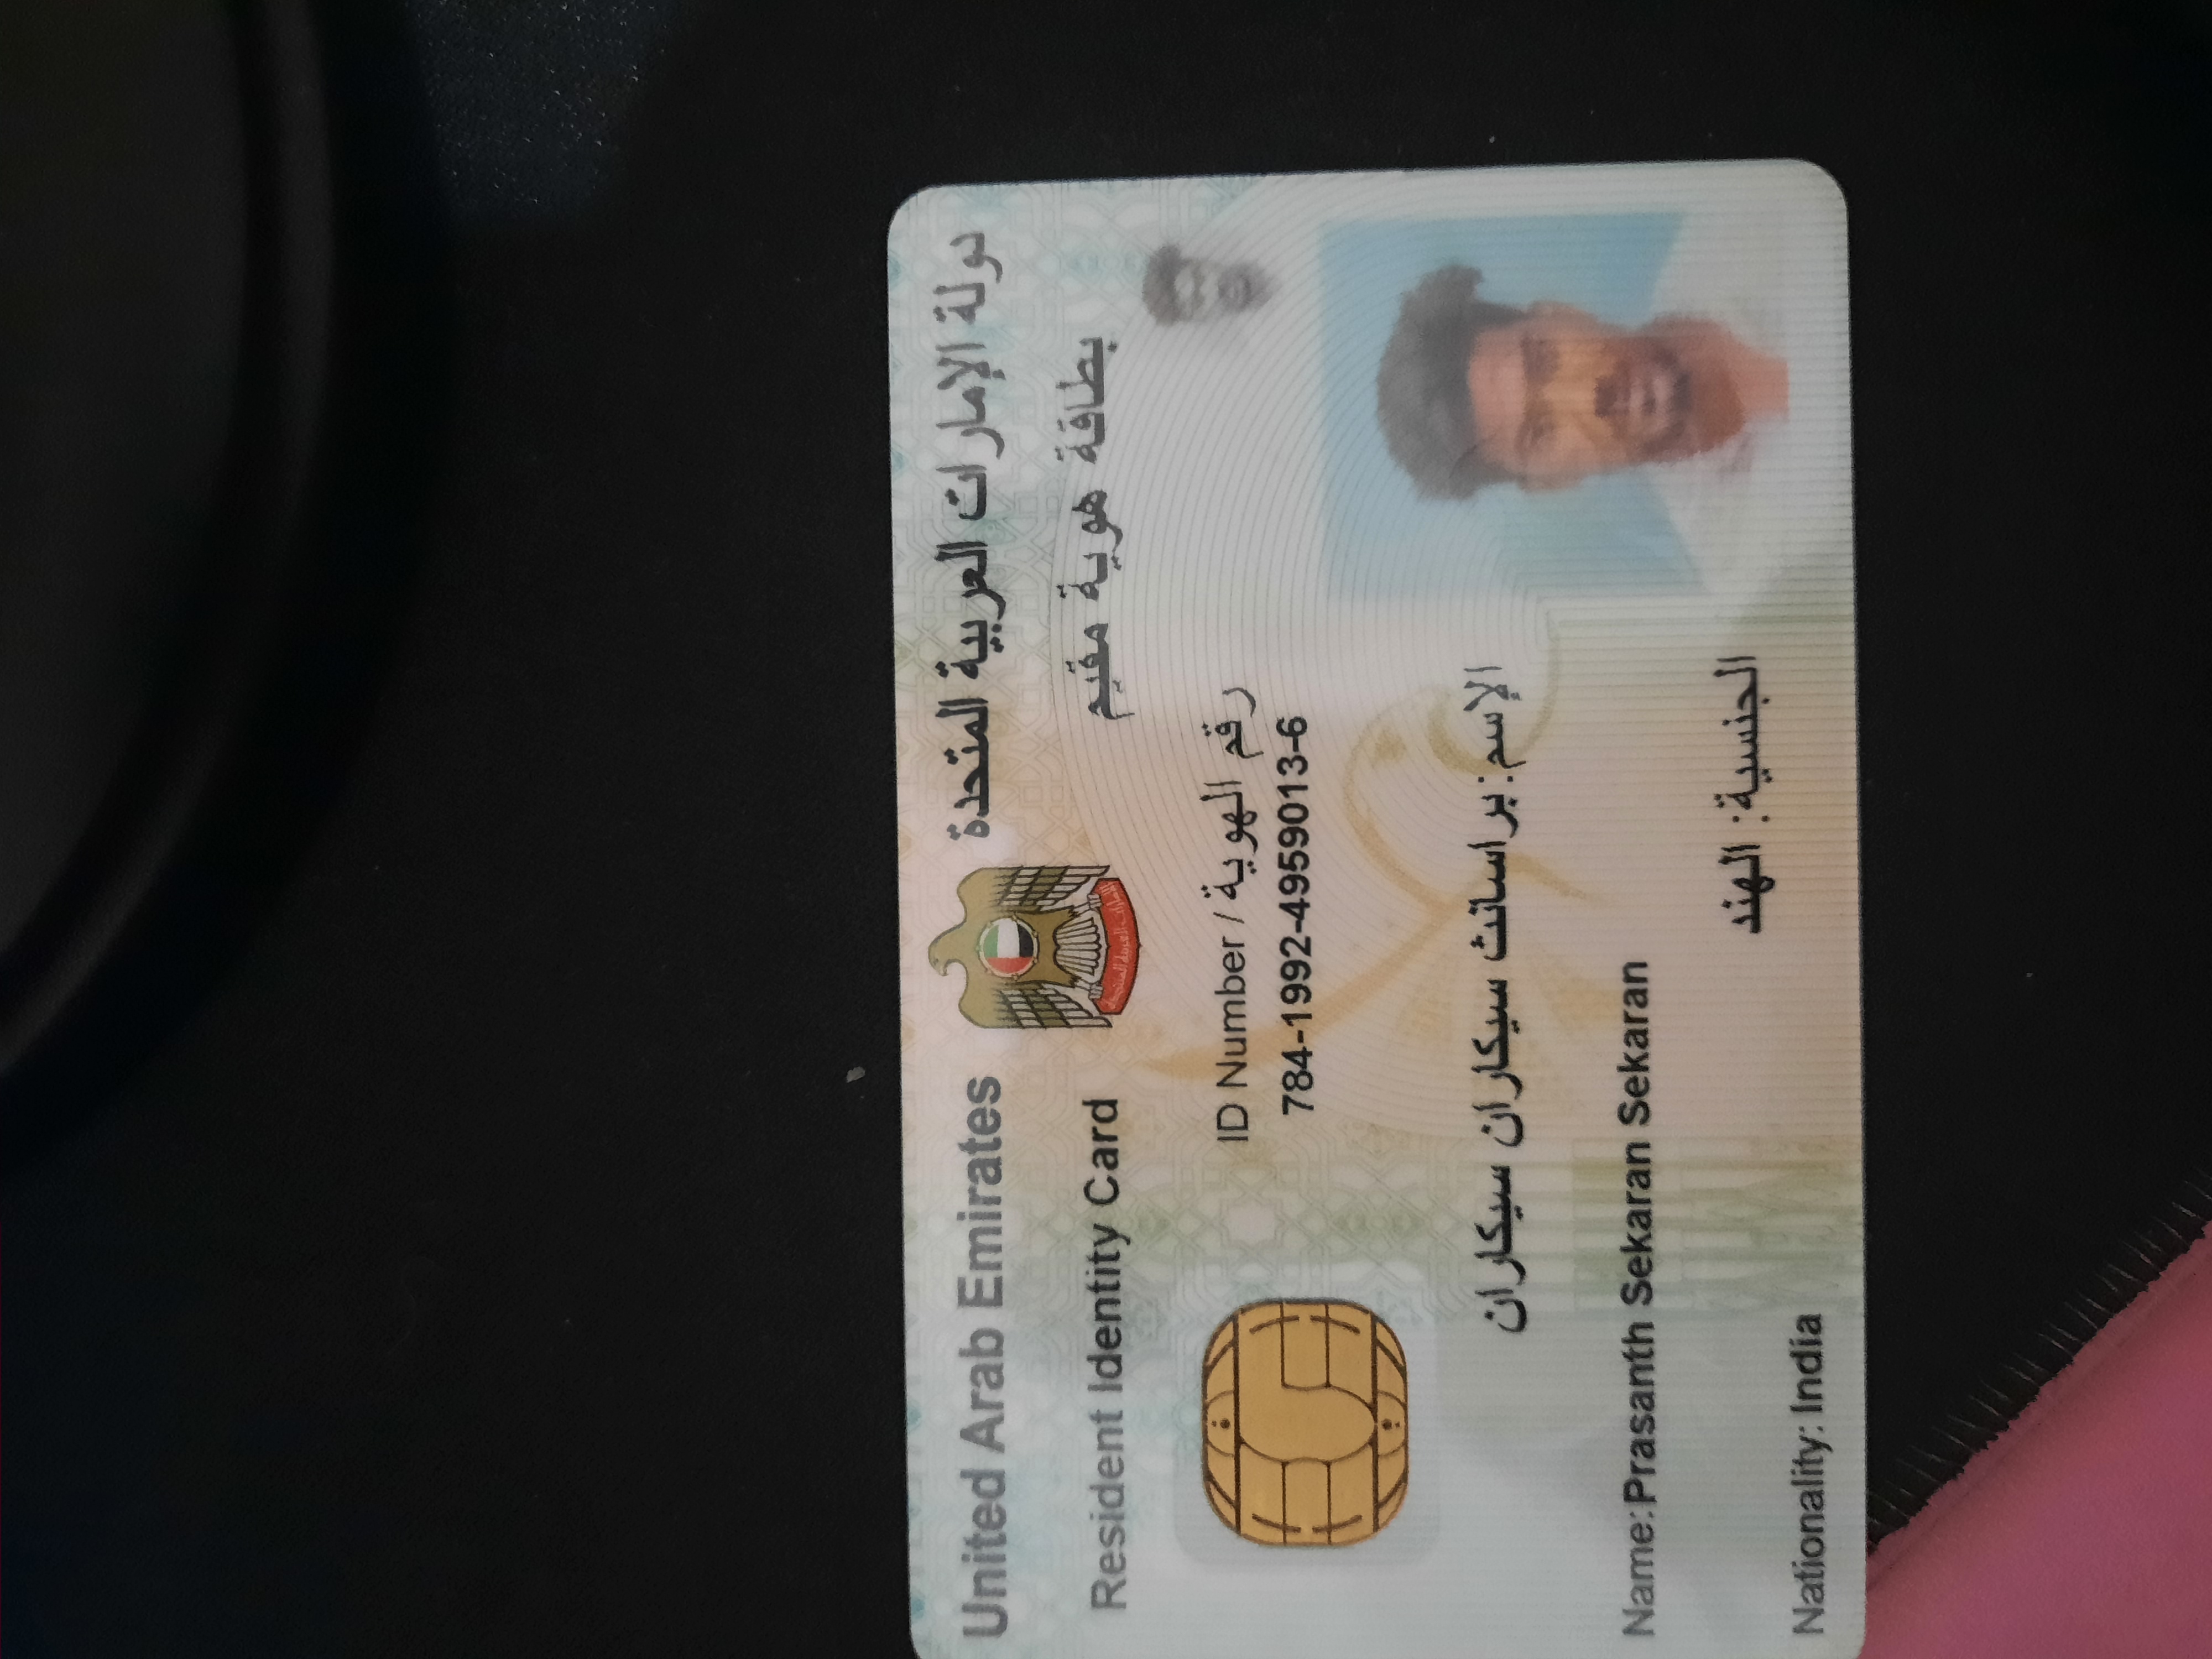 United Arab Emirates
دولة الإمارات العربية المتحدة
Resident Identity Card
بطاقة هوية مقيم
ID Number / رقم الهوية
784-1992-4959013-6
الإسم: براسانث سيكاران سيكاران
Name: Prasanth Sekaran Sekaran
الجنسية: الهند
Nationality: India